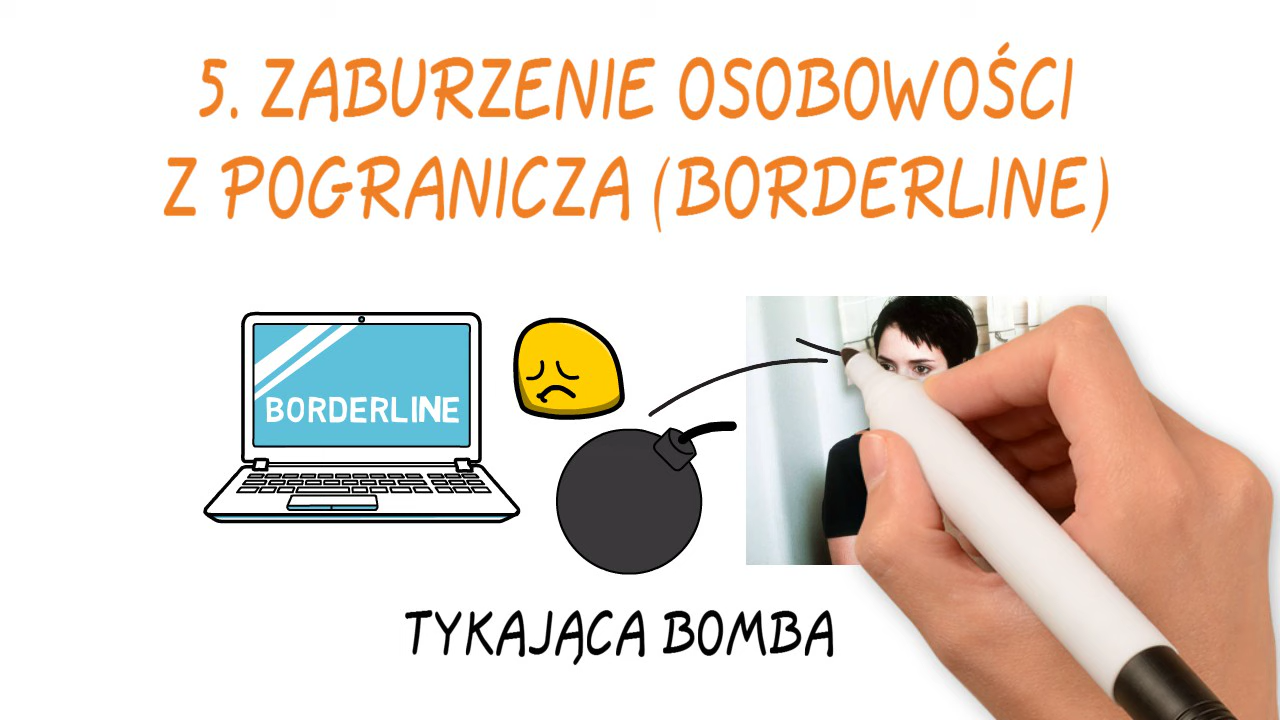 5. ZABURZENIE OSOBOWOŚCI
Z POGRANICZA (BORDERLINE)
BORDERLINE
TYKAJĄCA BOMBA